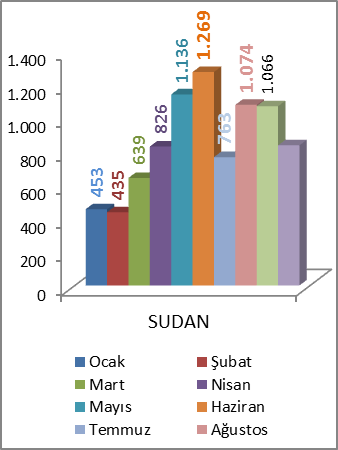 1.400
1.200
1.000
800
600
400
200
0
453
435
639
826
1.136
1.269
763
1.074
1.066
SUDAN
Ocak
Şubat
Mart
Nisan
Mayıs
Haziran
Temmuz
Ağustos